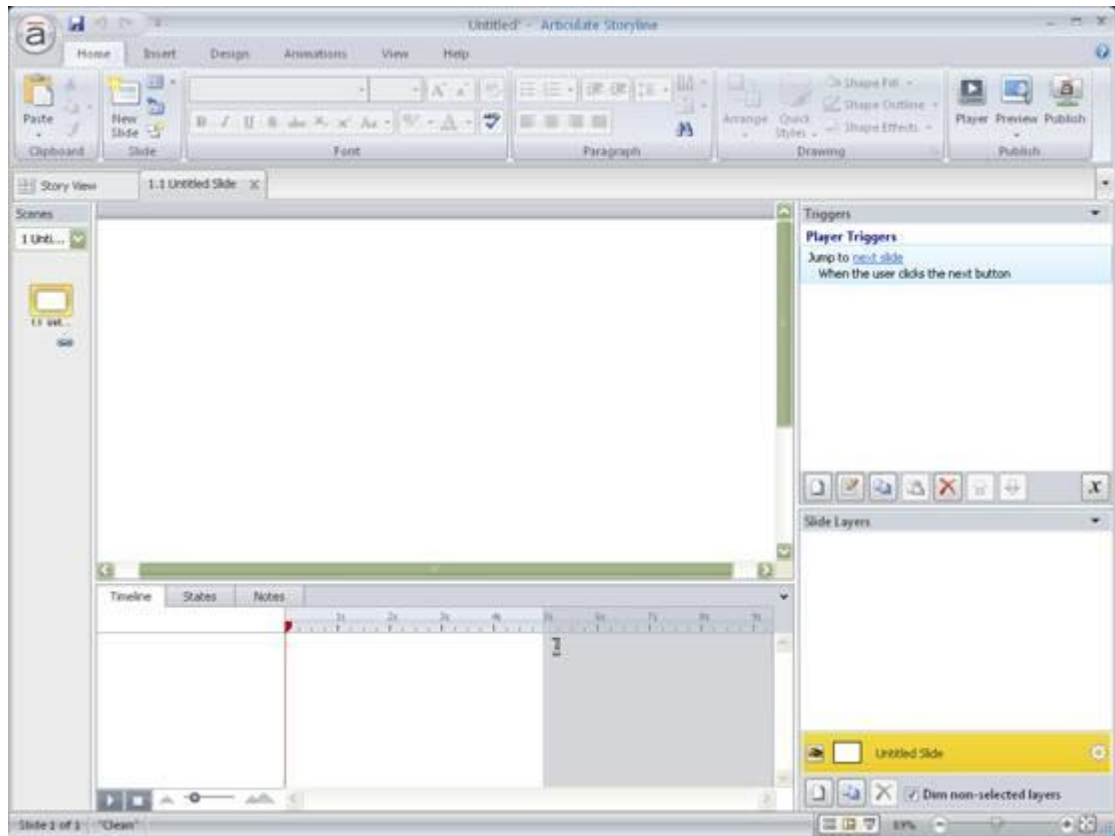 Untitled* - Articulate Storyline
Home Insert Design Animations View Help
Paste
New Slide
Arrange
Quick Styles
Shape Fill
Shape Outline
Shape Effects
Player Preview Publish
Clipboard Slide Font Paragraph Drawing Publish
Story View 1.1 Untitled Slide
Scenes
1 Unti...
Triggers
Player Triggers
Jump to next slide
When the user clicks the next button
Slide Layers
Timeline States Notes
Untitled Slide
Dim non-selected layers
Slide 1 of 1 "Clean" 89%